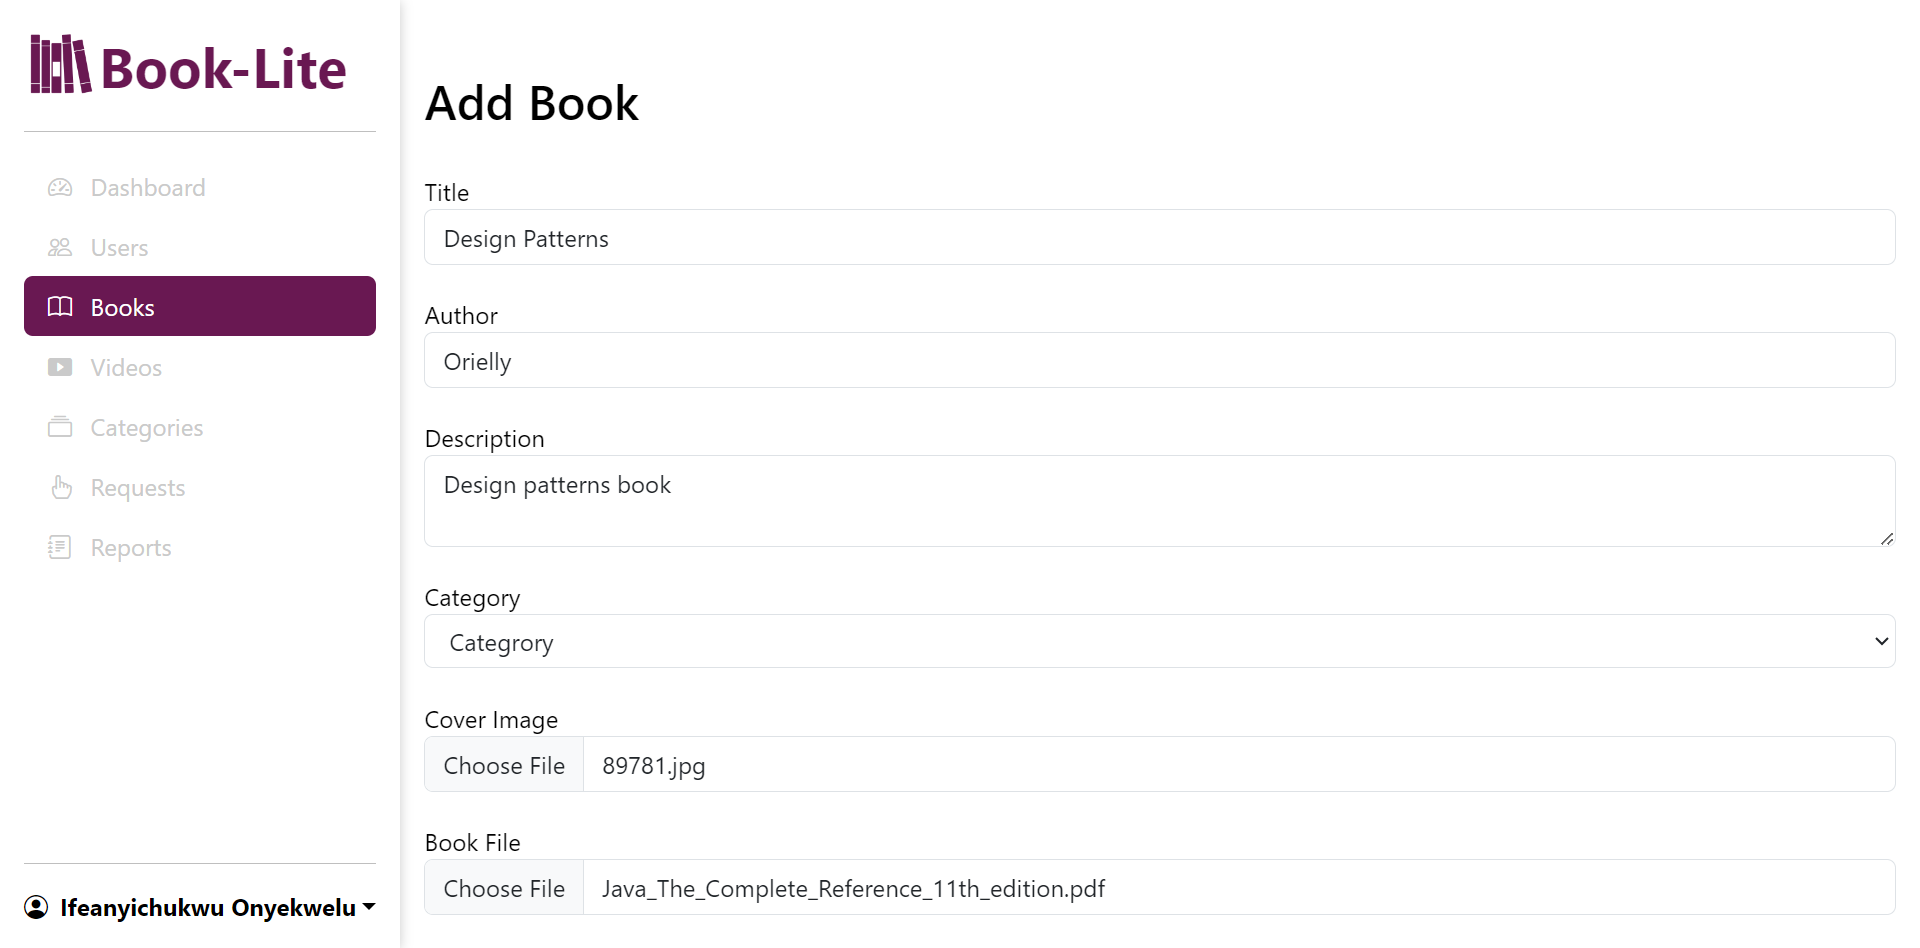 Book-Lite
Dashboard
Users
Books
Videos
Categories
Requests
Reports
Ifeanyichukwu Onyekwelu
Add Book
Title
Design Patterns
Author
Orielly
Description
Design patterns book
Category
Categrory
Cover Image
Choose File 89781.jpg
Book File
Choose File Java_The_Complete_Reference_11th_edition.pdf